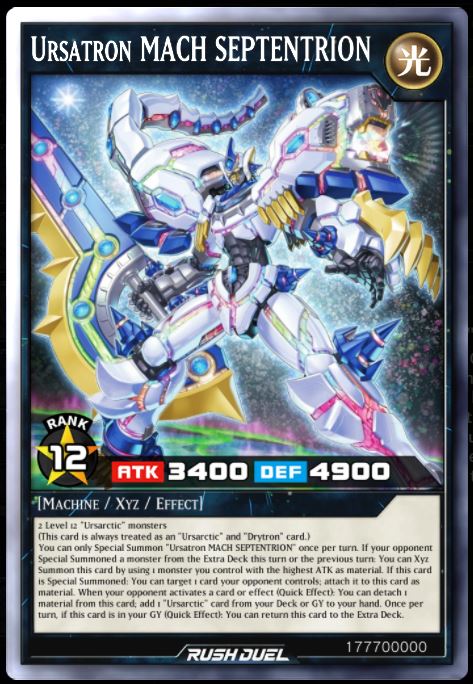 Ursatron MACH SEPTENTRION
光
RANK
12
ATK 3400 DEF 4900
[Machine / Xyz / Effect]
2 Level 12 "Ursarctic" monsters
(This card is always treated as an "Ursarctic" and "Drytron" card.)
You can only Special Summon "Ursatron MACH SEPTENTRION" once per turn. If your opponent
Special Summoned a monster from the Extra Deck this turn or the previous turn: You can Xyz
Summon this card by using 1 monster you control with the highest ATK as material. If this card
is Special Summoned: You can target 1 card your opponent controls; attach it to this card as
material. When your opponent activates a card or effect (Quick Effect): You can detach 1
material from this card; add 1 "Ursarctic" card from your Deck or GY to your hand. Once per
turn, if this card is in your GY (Quick Effect): You can return this card to the Extra Deck.
RUSH DUEL
177700000